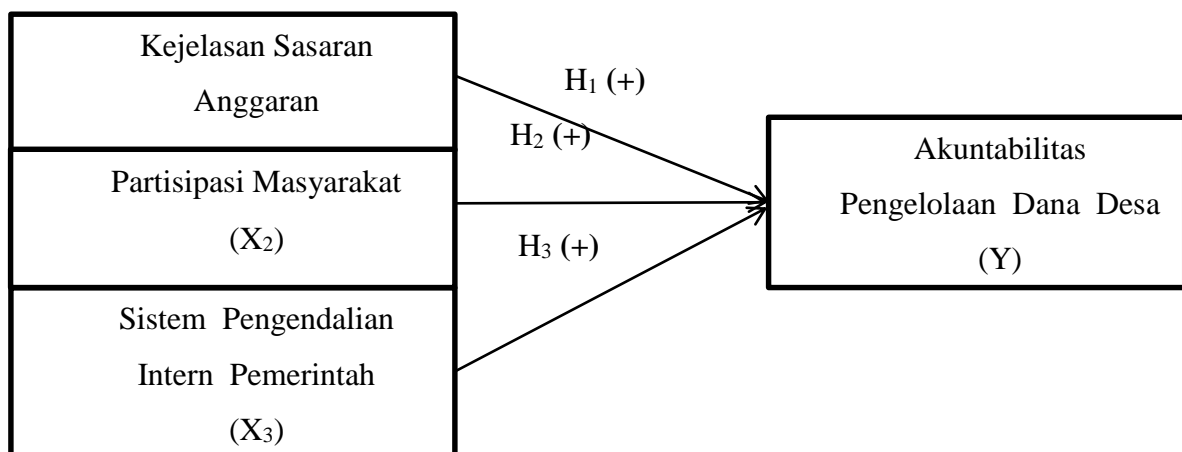 Kejelasan Sasaran
Anggaran
Partisipasi Masyarakat
(X₂)
Sistem Pengendalian
Intern Pemerintah
(X₃)
H₁ (+)
H₂ (+)
H₃ (+)
Akuntabilitas
Pengelolaan Dana Desa
(Y)